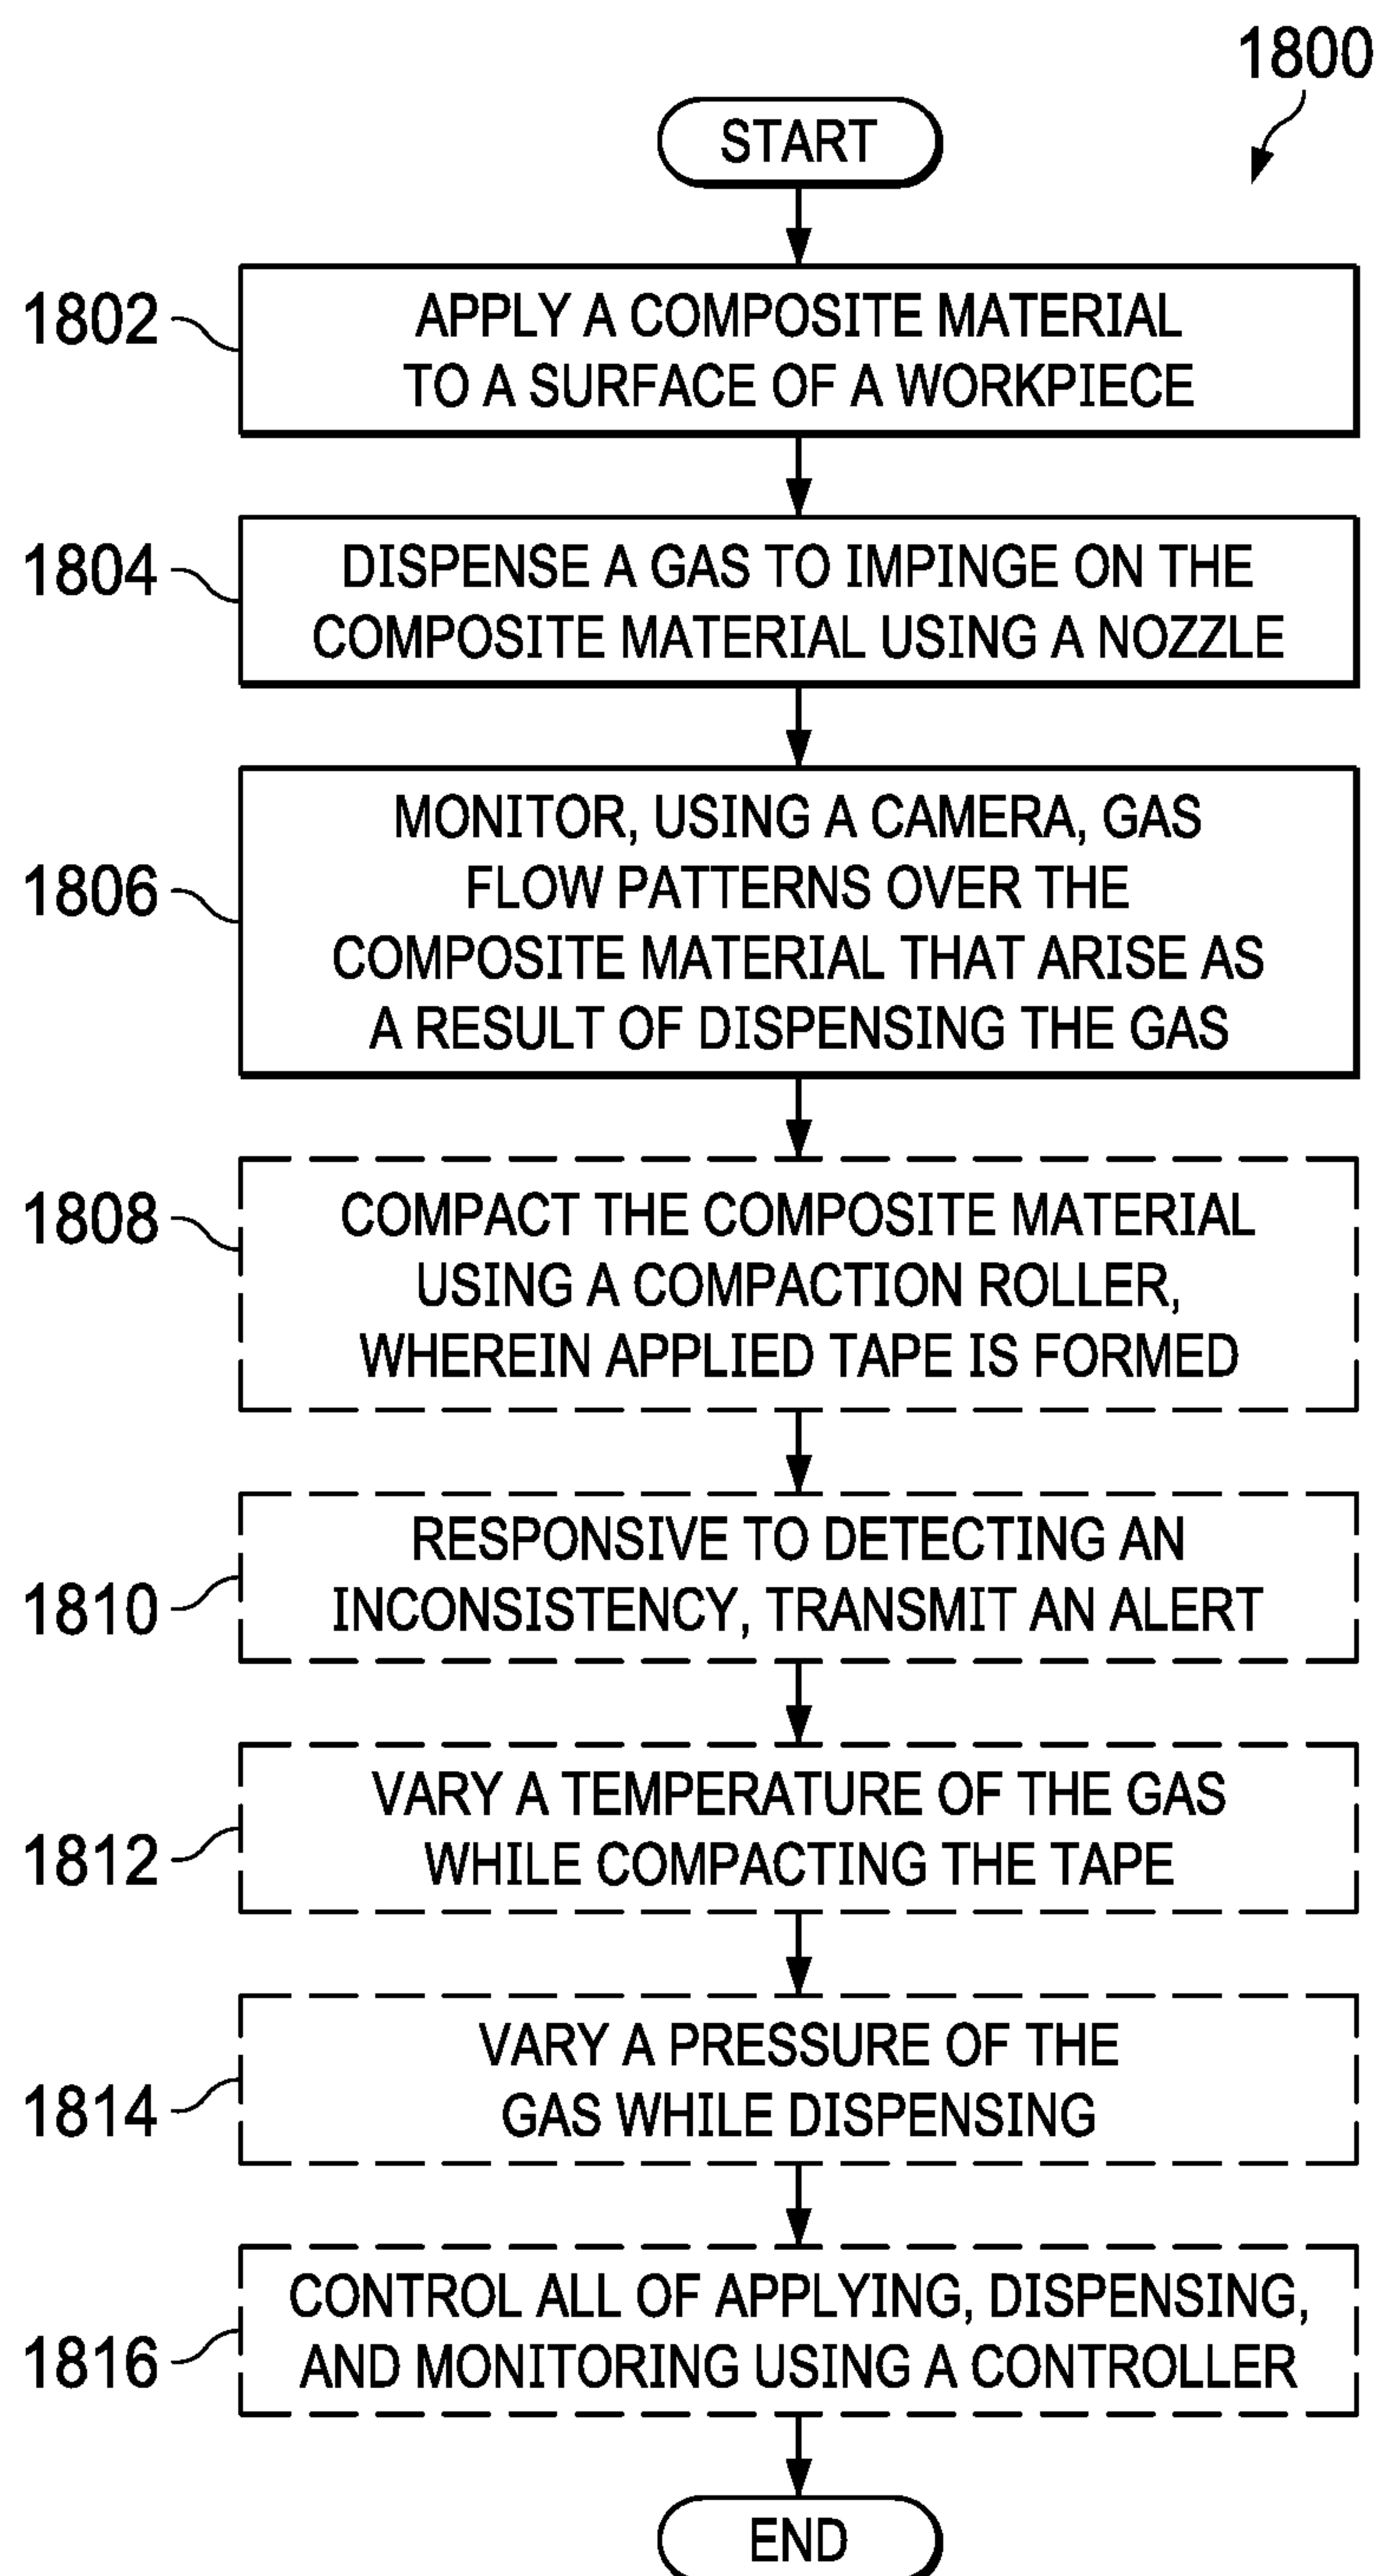 1800
START
1802
APPLY A COMPOSITE MATERIAL
TO A SURFACE OF A WORKPIECE
1804
DISPENSE A GAS TO IMPINGE ON THE
COMPOSITE MATERIAL USING A NOZZLE
1806
MONITOR, USING A CAMERA, GAS
FLOW PATTERNS OVER THE
COMPOSITE MATERIAL THAT ARISE AS
A RESULT OF DISPENSING THE GAS
1808
COMPACT THE COMPOSITE MATERIAL
USING A COMPACTION ROLLER,
WHEREIN APPLIED TAPE IS FORMED
1810
RESPONSIVE TO DETECTING AN
INCONSISTENCY, TRANSMIT AN ALERT
1812
VARY A TEMPERATURE OF THE GAS
WHILE COMPACTING THE TAPE
1814
VARY A PRESSURE OF THE
GAS WHILE DISPENSING
1816
CONTROL ALL OF APPLYING, DISPENSING,
AND MONITORING USING A CONTROLLER
END